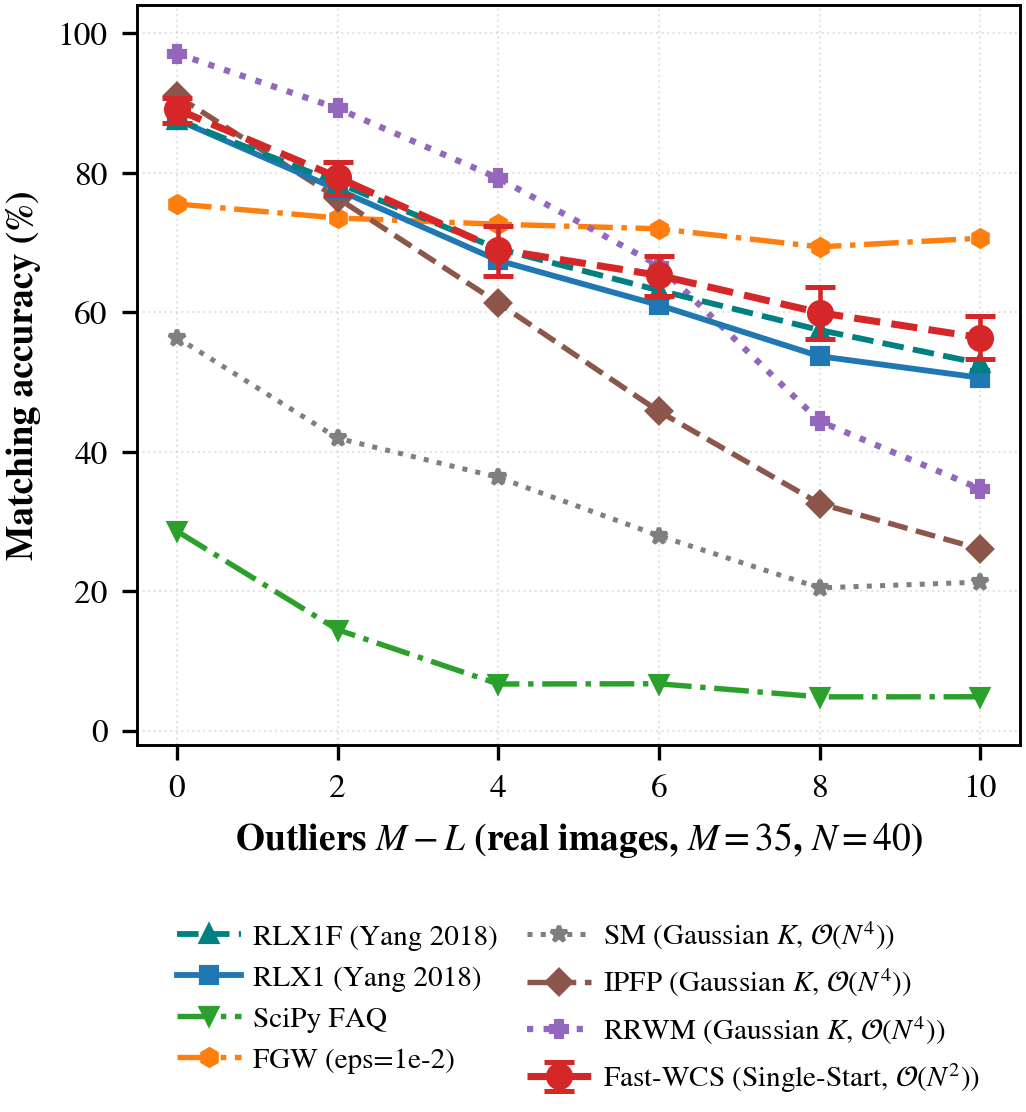 100
80
60
40
20
0
Matching accuracy (%)
0 2 4 6 8 10
Outliers M − L (real images, M = 35, N = 40)
RLX1F (Yang 2018)
RLX1 (Yang 2018)
SciPy FAQ
FGW (eps=1e-2)
SM (Gaussian K, 𝒪(N⁴))
IPFP (Gaussian K, 𝒪(N⁴))
RRWM (Gaussian K, 𝒪(N⁴))
Fast-WCS (Single-Start, 𝒪(N²))